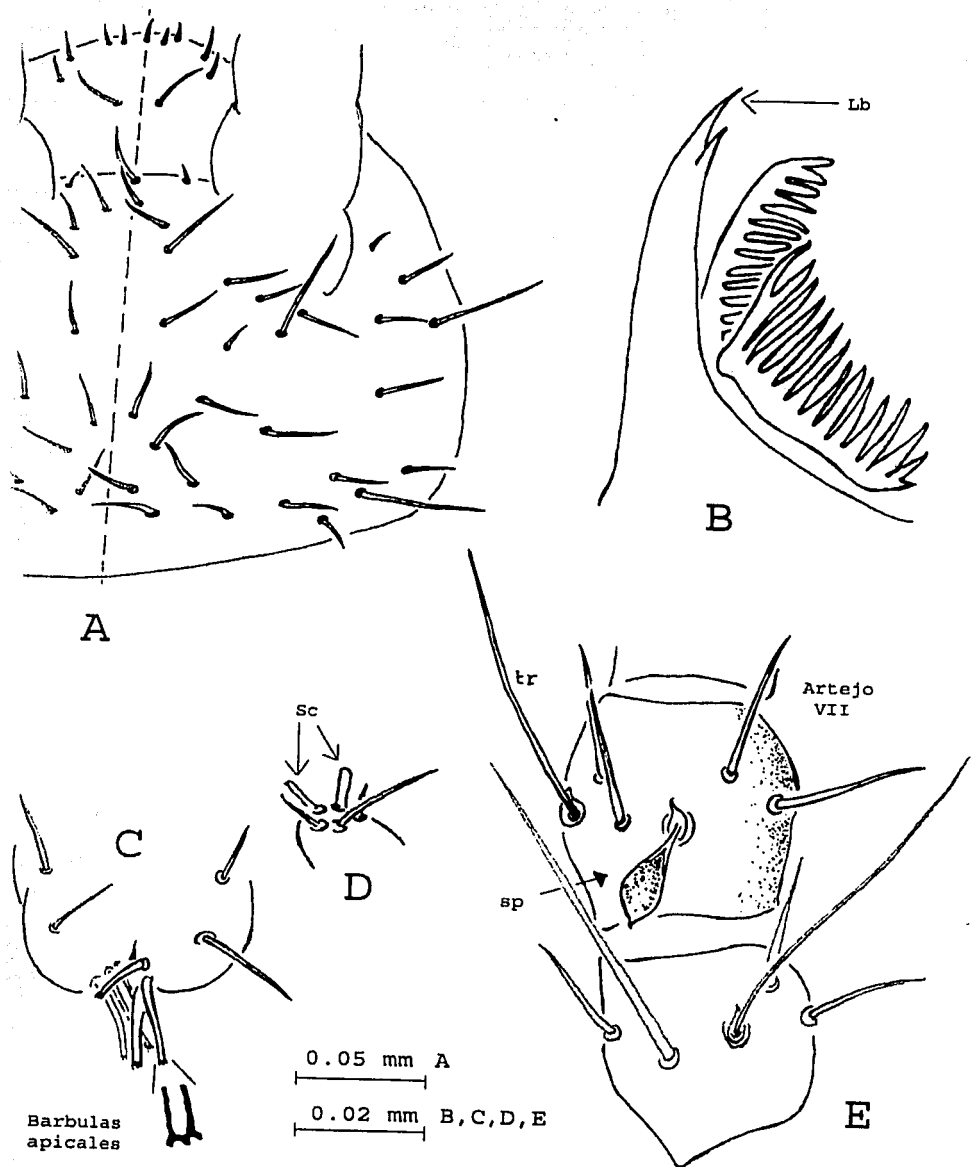 Lb
B
A
tr
Artejo
VII
Sc
C
D
sp
0.05 mm A
0.02 mm B,C,D,E
Barbulas
apicales
E